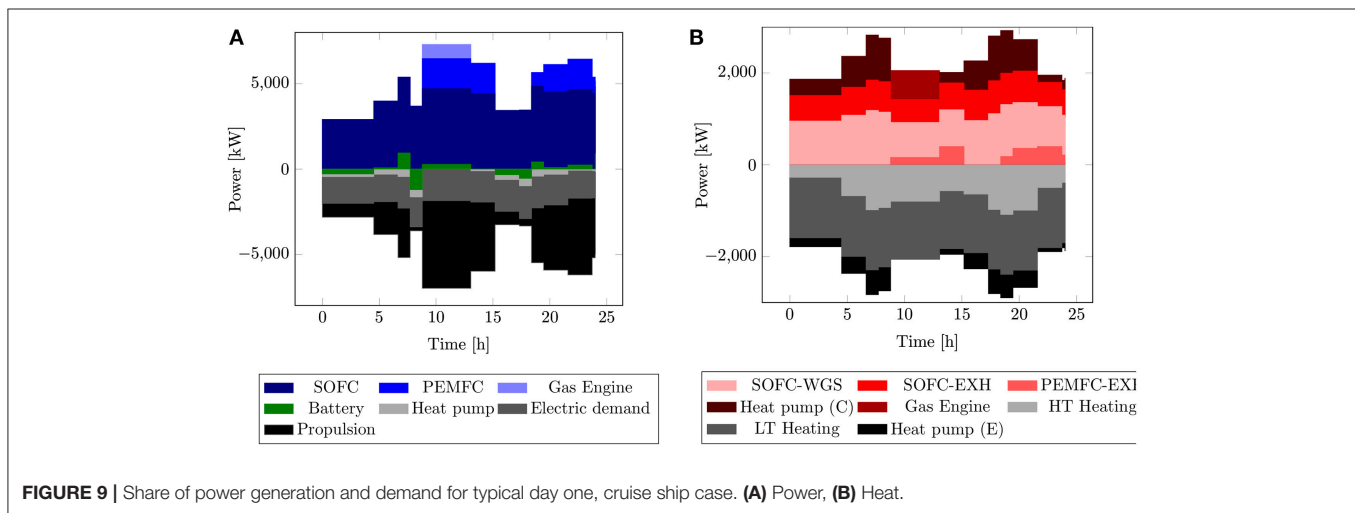 A
5,000
0
−5,000
Power [kW]
0 5 10 15 20 25
Time [h]
SOFC PEMFC Gas Engine
Battery Heat pump Electric demand
Propulsion
B
2,000
0
−2,000
Power [kW]
0 5 10 15 20 25
Time [h]
SOFC-WGS SOFC-EXH PEMFC-EXH
Heat pump (C) Gas Engine HT Heating
LT Heating Heat pump (E)
FIGURE 9 | Share of power generation and demand for typical day one, cruise ship case. (A) Power, (B) Heat.